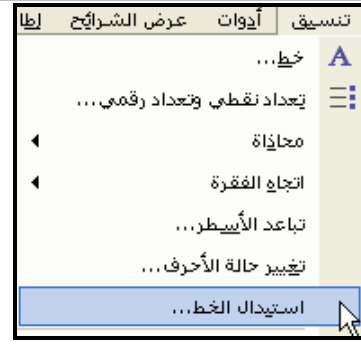 تنسيق أدوات عرض الشرائح إطا
خط...
تعداد نقطي وتعداد رقمي...
محاذاة
اتجاه الفقرة
تباعد الأسطر...
تغيير حالة الأحرف...
استبدال الخط...